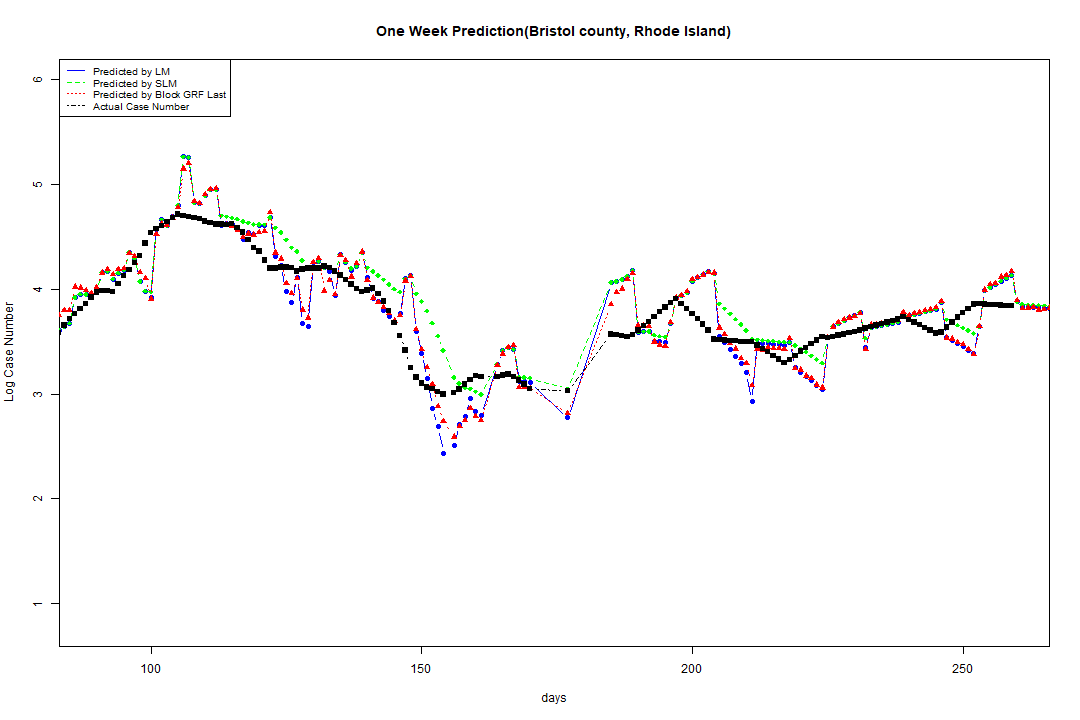 One Week Prediction(Bristol county, Rhode Island)
Predicted by LM
Predicted by SLM
Predicted by Block GRF Last
Actual Case Number
6
5
4
3
2
1
Log Case Number
100 150 200 250
days